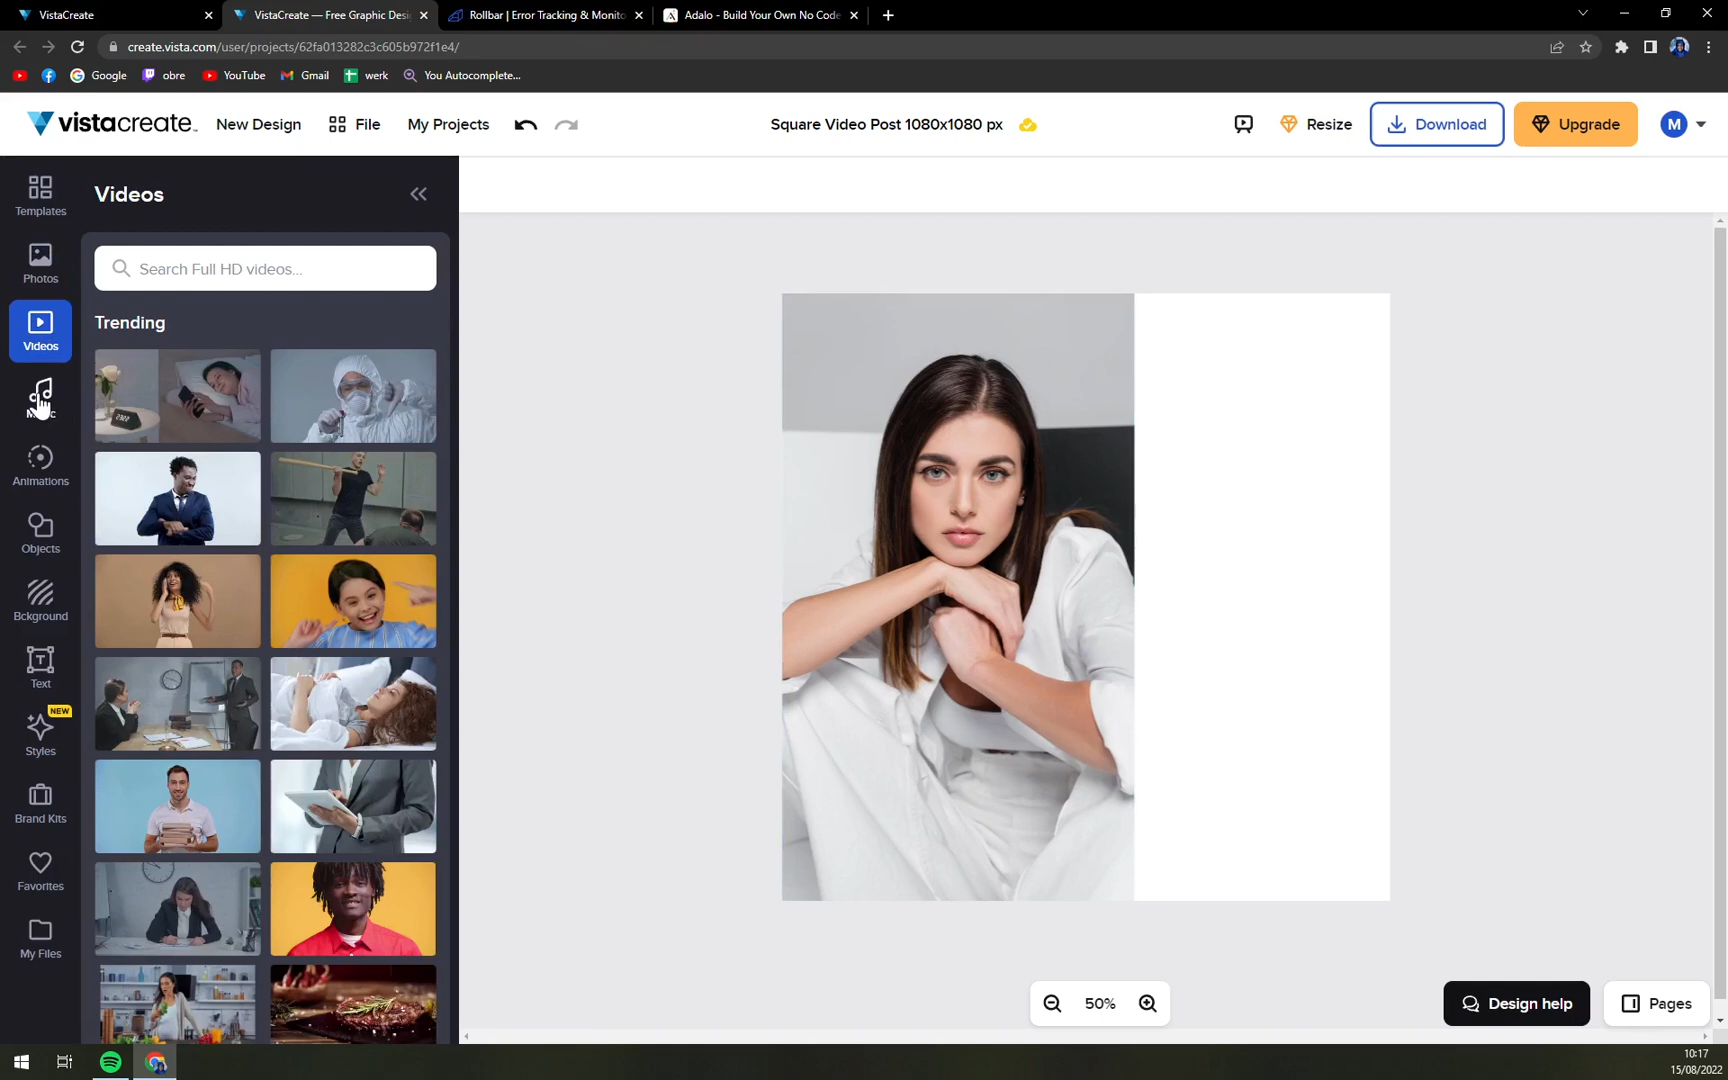 VistaCreate
VistaCreate — Free Graphic Desi
Rollbar | Error Tracking & Monito
Adalo - Build Your Own No Code
create.vista.com/user/projects/62fa013282c3c605b972f1e4/
Google
obre
YouTube
Gmail
werk
You Autocomplete...
vistacreate
New Design
File
My Projects
Square Video Post 1080x1080 px
Resize
Download
Upgrade
M
Templates
Photos
Videos
Animations
Objects
Bckground
Text
NEW
Styles
Brand Kits
Favorites
My Files
Videos
Search Full HD videos...
Trending
50%
Design help
Pages
10:17
15/08/2022